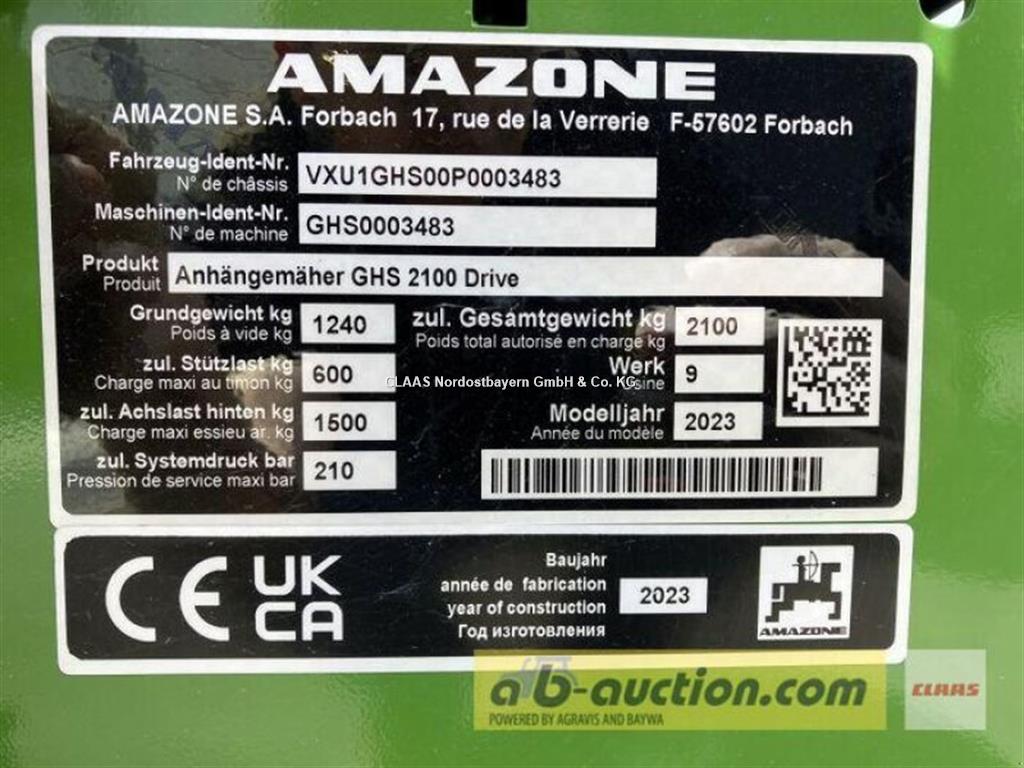 AMAZONE
AMAZONE S.A. Forbach 17, rue de la Verrerie F-57602 Forbach
Fahrzeug-Ident-Nr.
N° de châssis
VXU1GHS00P0003483
Maschinen-Ident-Nr.
N° de machine
GHS0003483
Produkt
Produit
Anhängemäher GHS 2100 Drive
Grundgewicht kg
Poids à vide kg
1240
zul. Gesamtgewicht kg
Poids total autorisé en charge kg
2100
zul. Stützlast kg
Charge maxi au timon kg
600
Werk
9
CLAAS Nordostbayern GmbH & Co. KG
zul. Achslast hinten kg
Charge maxi essieu ar. kg
1500
Modelljahr
Année du modèle
2023
zul. Systemdruck bar
Pression de service maxi bar
210
CE
UK
CA
Baujahr
année de fabrication
year of construction
Год изготовления
2023
AMAZONE
ab-auction.com
POWERED BY AGRAVIS AND BAYWA
CLAAS